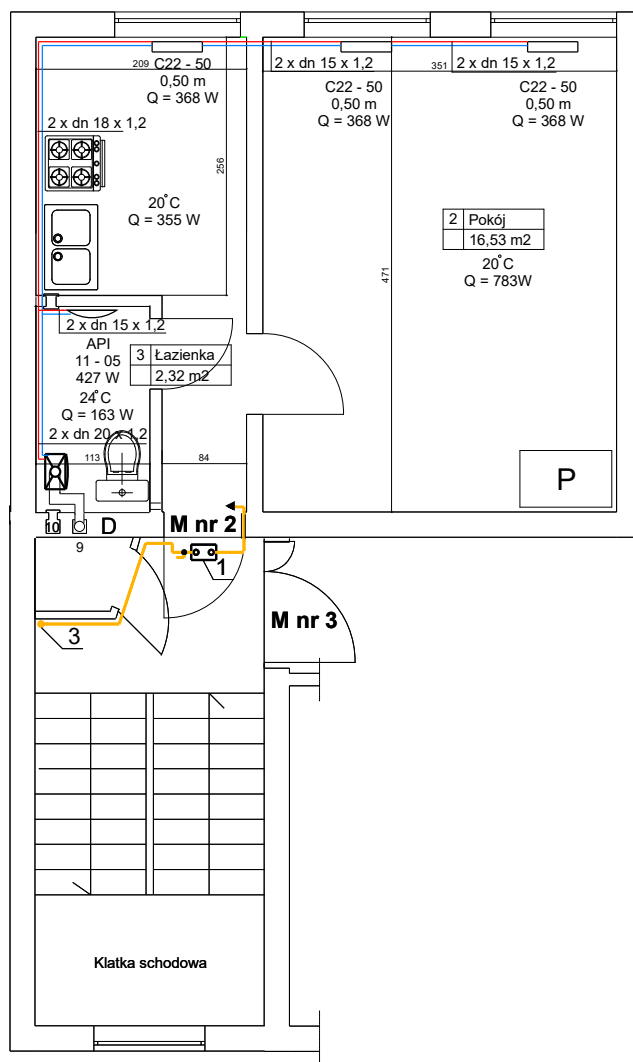 209
C22 - 50
0,50 m
Q = 368 W
2 x dn 15 x 1,2
351
2 x dn 15 x 1,2
C22 - 50
0,50 m
Q = 368 W
C22 - 50
0,50 m
Q = 368 W
2 x dn 18 x 1,2
256
20°C
Q = 355 W
2 Pokój
16,53 m2
20°C
Q = 783W
471
2 x dn 15 x 1,2
API
11 - 05
427 W
3 Łazienka
2,32 m2
24°C
Q = 163 W
2 x dn 20 x 1,2
113
84
P
10
D
9
M nr 2
1
3
M nr 3
Klatka schodowa